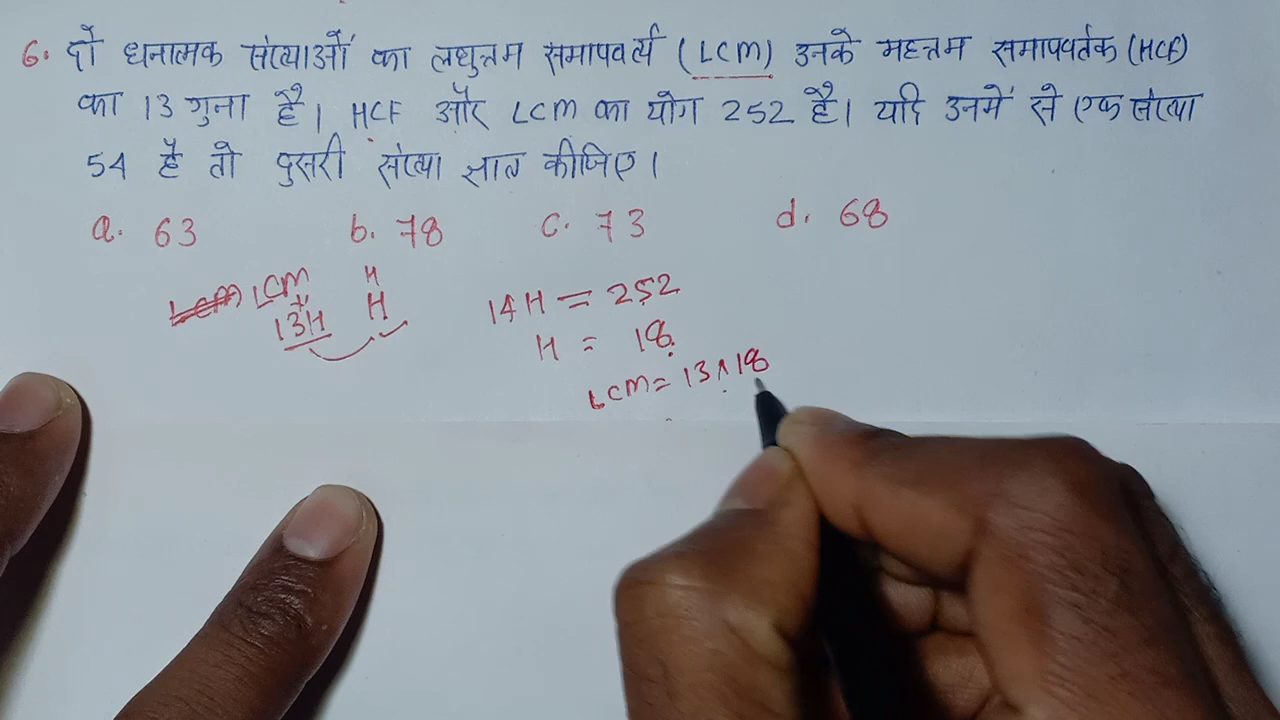 6. दो धनात्मक संख्याओं का लघुत्तम समापवर्त्य (LCM) उनके महत्तम समापवर्तक (HCF)
का 13 गुना है। HCF और LCM का योग 252 है। यदि उनमें से एक संख्या
54 है तो दुसरी संख्या ज्ञात कीजिए।
a. 63 b. 78 c. 73 d. 68
LCM H
13H H
14H = 252
H = 18
LCM = 13 × 18